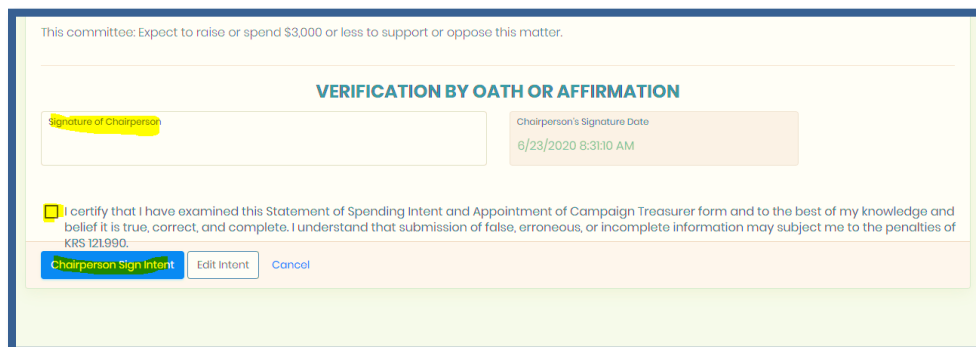 This committee: Expect to raise or spend $3,000 or less to support or oppose this matter.
VERIFICATION BY OATH OR AFFIRMATION
Signature of Chairperson
Chairperson's Signature Date
6/23/2020 8:31:10 AM
I certify that I have examined this Statement of Spending Intent and Appointment of Campaign Treasurer form and to the best of my knowledge and
belief it is true, correct, and complete. I understand that submission of false, erroneous, or incomplete information may subject me to the penalties of
KRS 121.990.
Chairperson Sign Intent Edit Intent Cancel